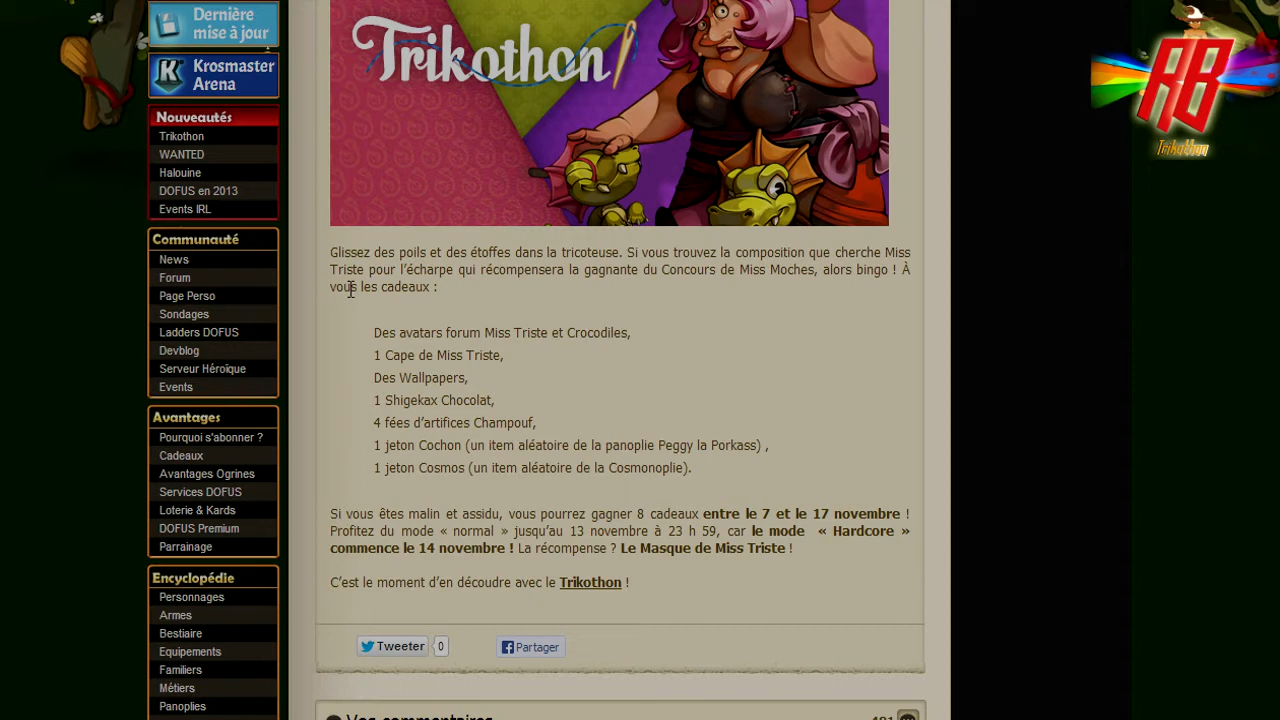 Dernière
mise à jour
Krosmaster
Arena
Nouveautés
Trikothon
WANTED
Halouine
DOFUS en 2013
Events IRL
Communauté
News
Forum
Page Perso
Sondages
Ladders DOFUS
Devblog
Serveur Héroïque
Events
Avantages
Pourquoi s'abonner ?
Cadeaux
Avantages Ogrines
Services DOFUS
Loterie & Kards
DOFUS Premium
Parrainage
Encyclopédie
Personnages
Armes
Bestiaire
Equipements
Familiers
Métiers
Panoplies
Trikothon
Glissez des poils et des étoffes dans la tricoteuse. Si vous trouvez la composition que cherche Miss
Triste pour l'écharpe qui récompensera la gagnante du Concours de Miss Moches, alors bingo ! À
vous les cadeaux :
Des avatars forum Miss Triste et Crocodiles,
1 Cape de Miss Triste,
Des Wallpapers,
1 Shigekax Chocolat,
4 fées d'artifices Champouf,
1 jeton Cochon (un item aléatoire de la panoplie Peggy la Porkass) ,
1 jeton Cosmos (un item aléatoire de la Cosmonoplie).
Si vous êtes malin et assidu, vous pourrez gagner 8 cadeaux entre le 7 et le 17 novembre !
Profitez du mode « normal » jusqu'au 13 novembre à 23 h 59, car le mode « Hardcore »
commence le 14 novembre ! La récompense ? Le Masque de Miss Triste !
C'est le moment d'en découdre avec le Trikothon !
Tweeter 0
Partager
Vos commentaires
RB
Trikothon